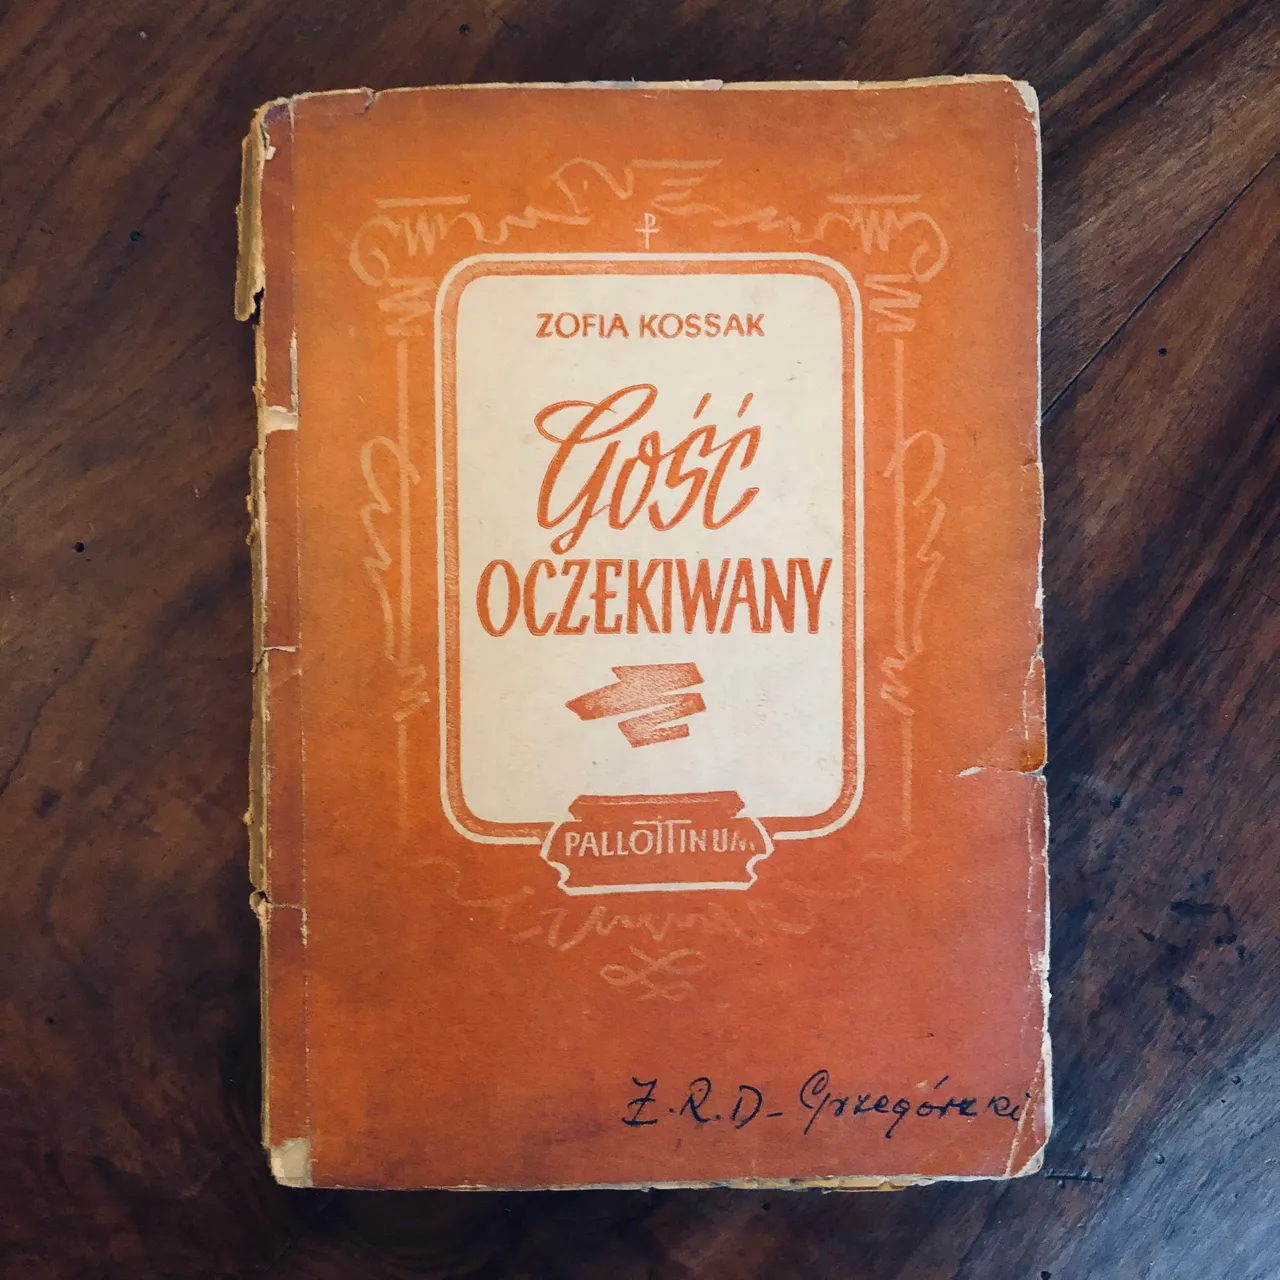 ZOFIA KOSSAK
Gość
OCZEKIWANY
PALLOTTINUM
Ż.R.D- Grzegórzki